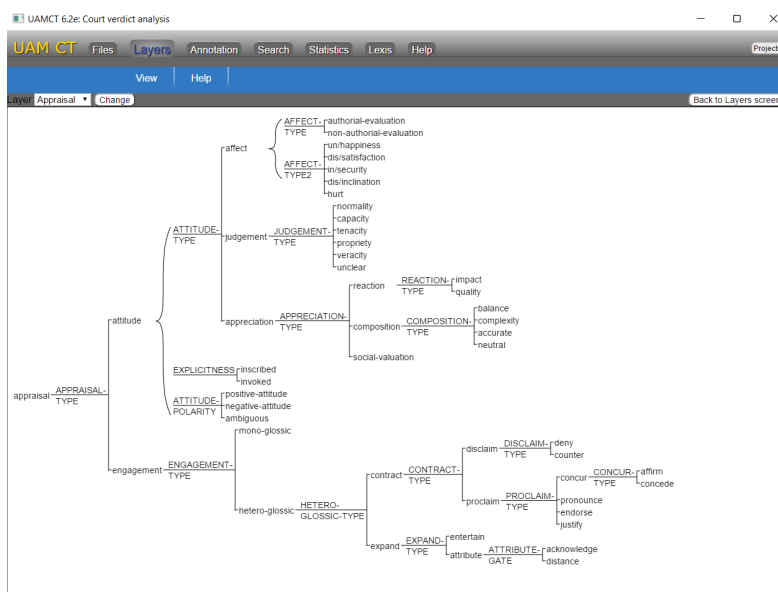 UAMCT 6.2e: Court verdict analysis
UAM CT Files Layers Annotation Search Statistics Lexis Help
Project
View Help
Layer: Appraisal Change Back to Layers screen
AFFECT-TYPE
authorial-evaluation
non-authorial-evaluation
affect
AFFECT-TYPE2
un/happiness
dis/satisfaction
in/security
dis/inclination
hurt
ATTITUDE-TYPE
judgement
JUDGEMENT-TYPE
normality
capacity
tenacity
propriety
veracity
unclear
appreciation
APPRECIATION-TYPE
reaction
REACTION-TYPE
impact
quality
composition
COMPOSITION-TYPE
balance
complexity
accurate
neutral
social-valuation
attitude
EXPLICITNESS
inscribed
invoked
ATTITUDE-POLARITY
positive-attitude
negative-attitude
ambiguous
appraisal
APPRAISAL-TYPE
engagement
ENGAGEMENT-TYPE
mono-glossic
hetero-glossic
HETERO-GLOSSIC-TYPE
contract
CONTRACT-TYPE
disclaim
DISCLAIM-TYPE
deny
counter
proclaim
PROCLAIM-TYPE
concur
CONCUR-TYPE
affirm
concede
pronounce
endorse
justify
expand
EXPAND-TYPE
entertain
attribute
ATTRIBUTE-GATE
acknowledge
distance